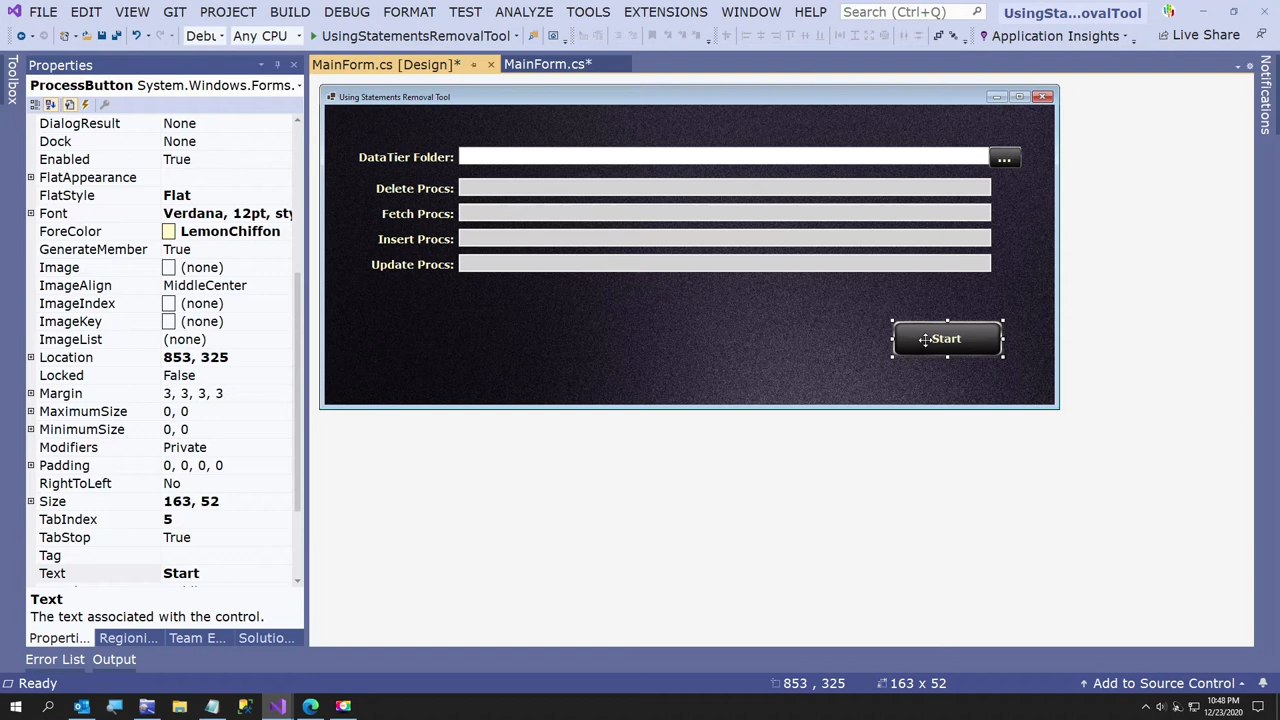 FILE EDIT VIEW GIT PROJECT BUILD DEBUG FORMAT TEST ANALYZE TOOLS EXTENSIONS WINDOW HELP Search (Ctrl+Q) UsingSta...ovalTool
Debu Any CPU UsingStatementsRemovalTool Application Insights Live Share
Toolbox
Properties
MainForm.cs [Design]* MainForm.cs*
Notifications
ProcessButton System.Windows.Forms.
DialogResult None
Dock None
Enabled True
FlatAppearance
FlatStyle Flat
Font Verdana, 12pt, sty
ForeColor LemonChiffon
GenerateMember True
Image (none)
ImageAlign MiddleCenter
ImageIndex (none)
ImageKey (none)
ImageList (none)
Location 853, 325
Locked False
Margin 3, 3, 3, 3
MaximumSize 0, 0
MinimumSize 0, 0
Modifiers Private
Padding 0, 0, 0, 0
RightToLeft No
Size 163, 52
TabIndex 5
TabStop True
Tag
Text Start
Text
The text associated with the control.
Properti... Regioni... Team E... Solutio...
Using Statements Removal Tool
DataTier Folder: ...
Delete Procs:
Fetch Procs:
Insert Procs:
Update Procs:
Start
Error List Output
Ready 853 , 325 163 x 52 Add to Source Control
10:48 PM
12/23/2020